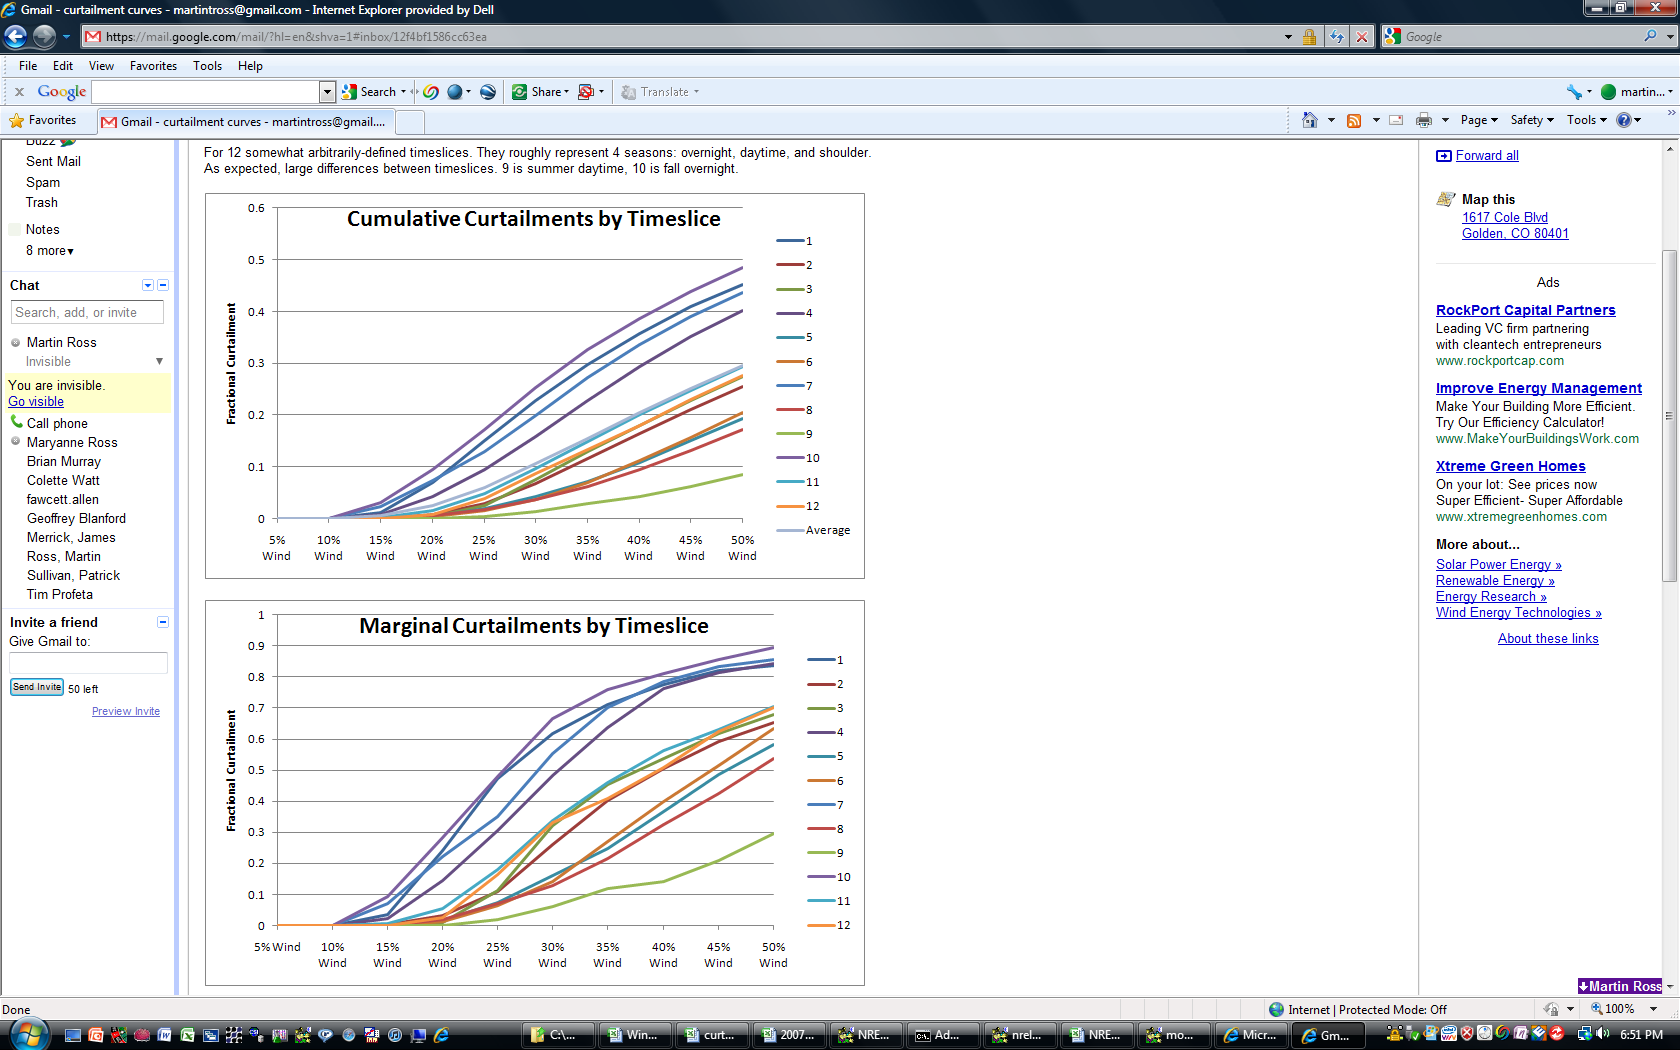 Gmail - curtailment curves - martintross@gmail.com - Internet Explorer provided by Dell
https://mail.google.com/mail/?hl=en&shva=1#inbox/12f4bf1586cc63ea
Google
File Edit View Favorites Tools Help
x Google Search Share Translate martin...
Favorites Gmail - curtailment curves - martintross@gmail.... Page Safety Tools
Buzz
Sent Mail
Spam
Trash
Notes
8 more▾
Chat
Search, add, or invite
Martin Ross
Invisible
You are invisible.
Go visible
Call phone
Maryanne Ross
Brian Murray
Colette Watt
fawcett.allen
Geoffrey Blanford
Merrick, James
Ross, Martin
Sullivan, Patrick
Tim Profeta
Invite a friend
Give Gmail to:
Send Invite 50 left
Preview Invite
For 12 somewhat arbitrarily-defined timeslices. They roughly represent 4 seasons: overnight, daytime, and shoulder.
As expected, large differences between timeslices. 9 is summer daytime, 10 is fall overnight.
Cumulative Curtailments by Timeslice
Fractional Curtailment
0.6
0.5
0.4
0.3
0.2
0.1
0
5% 10% 15% 20% 25% 30% 35% 40% 45% 50%
Wind Wind Wind Wind Wind Wind Wind Wind Wind Wind
1
2
3
4
5
6
7
8
9
10
11
12
Average
Marginal Curtailments by Timeslice
Fractional Curtailment
1
0.9
0.8
0.7
0.6
0.5
0.4
0.3
0.2
0.1
0
5% Wind 10% 15% 20% 25% 30% 35% 40% 45% 50%
Wind Wind Wind Wind Wind Wind Wind Wind Wind
1
2
3
4
5
6
7
8
9
10
11
12
Forward all
Map this
1617 Cole Blvd
Golden, CO 80401
Ads
RockPort Capital Partners
Leading VC firm partnering
with cleantech entrepreneurs
www.rockportcap.com
Improve Energy Management
Make Your Building More Efficient.
Try Our Efficiency Calculator!
www.MakeYourBuildingsWork.com
Xtreme Green Homes
On your lot: See prices now
Super Efficient- Super Affordable
www.xtremegreenhomes.com
More about...
Solar Power Energy »
Renewable Energy »
Energy Research »
Wind Energy Technologies »
About these links
Martin Ross
Done Internet | Protected Mode: Off 100%
C:\... Win... curt... 2007... NRE... Ad... nrel... NRE... mo... Micr... Gm... 6:51 PM